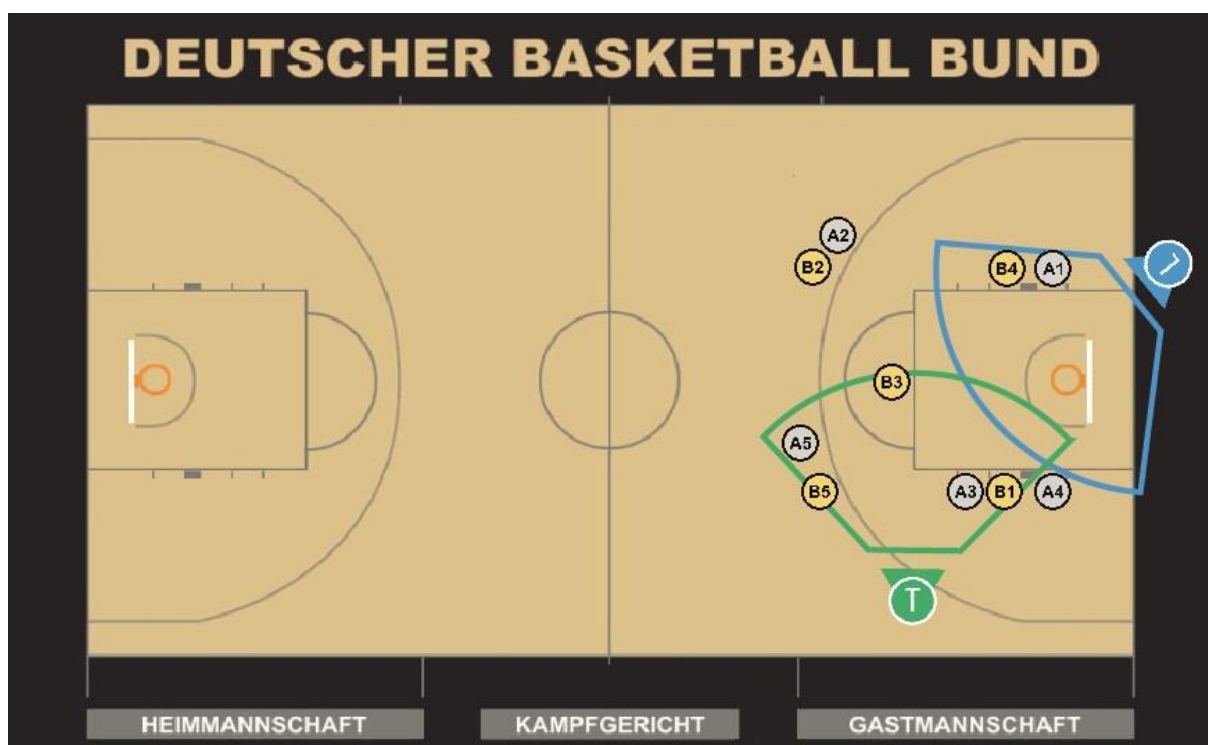 DEUTSCHER BASKETBALL BUND
A2
B2
B4 A1
B3
A5
B5 A3 B1 A4
T
HEIMMANNSCHAFT KAMPFGERICHT GASTMANNSCHAFT